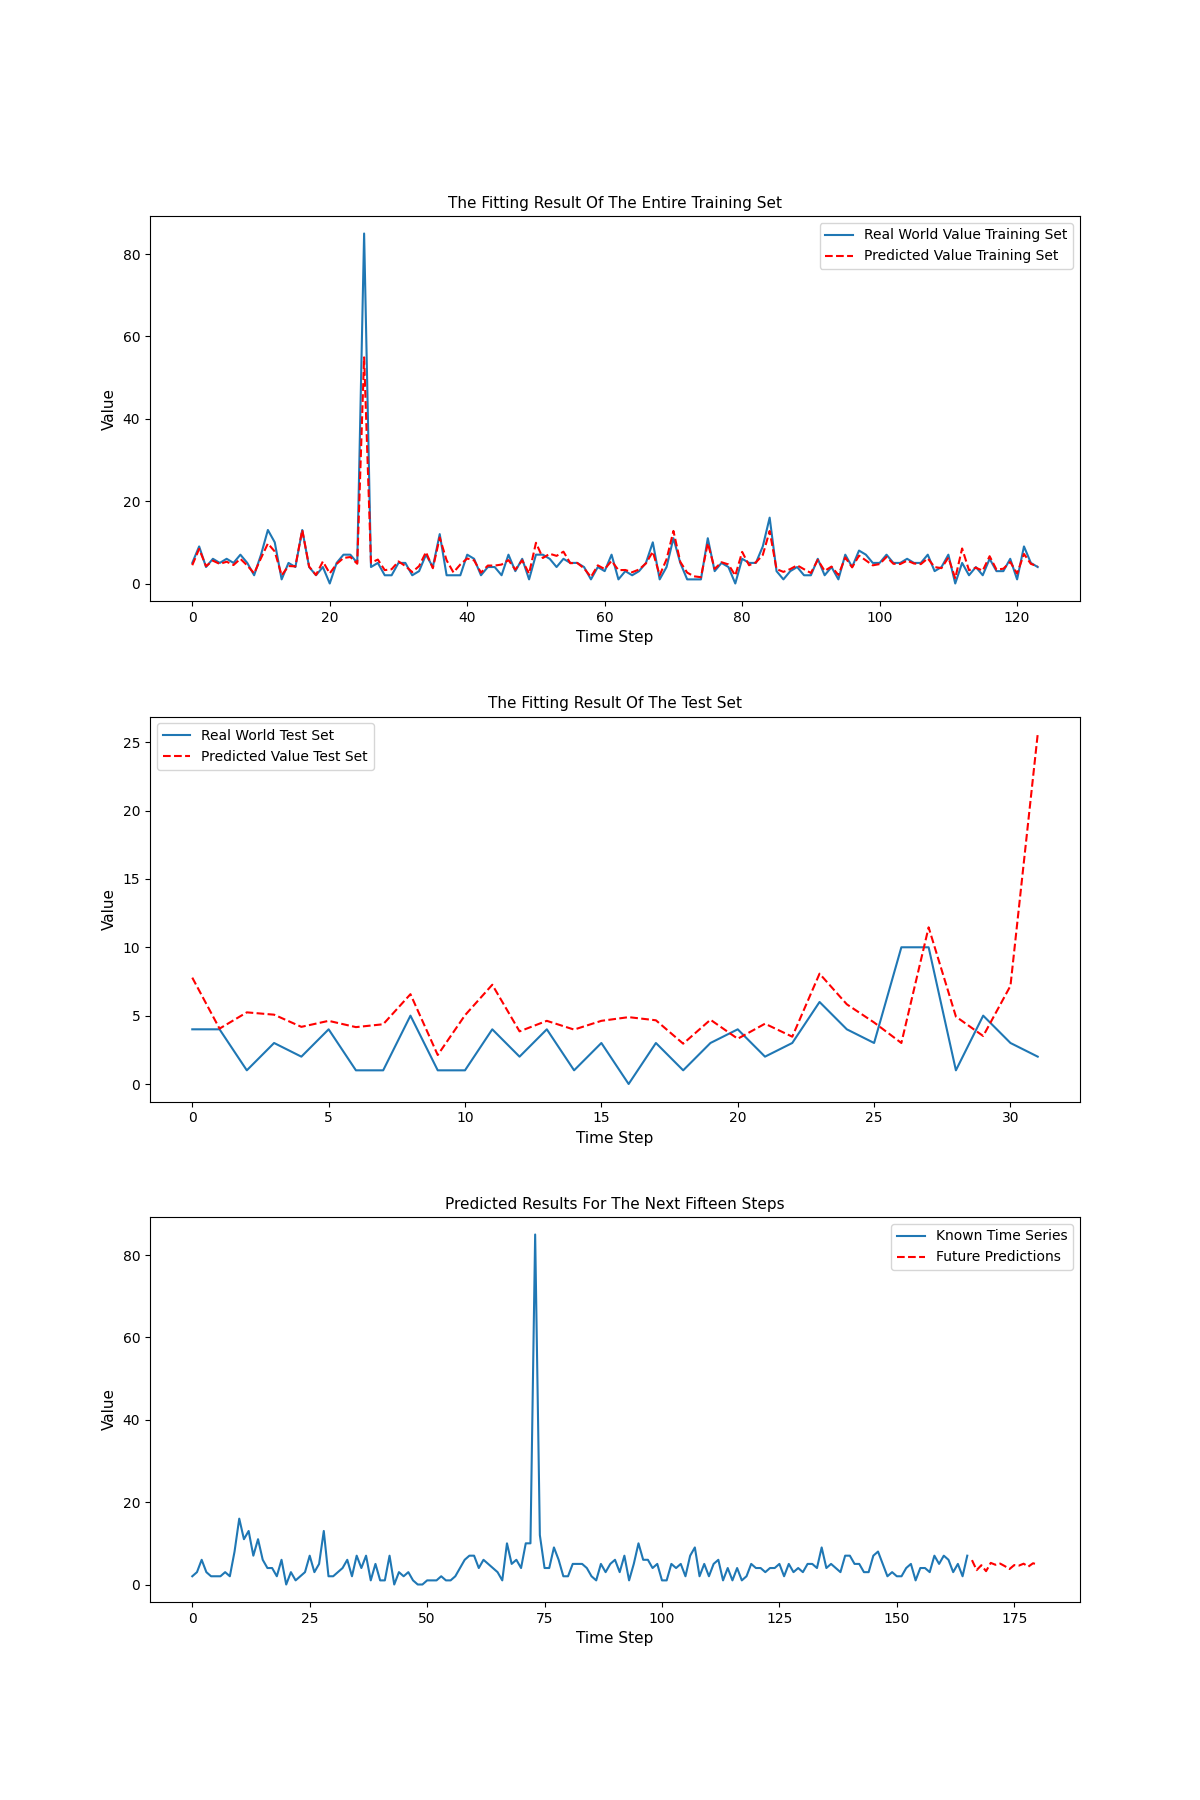 The Fitting Result Of The Entire Training Set
Real World Value Training Set
Predicted Value Training Set
80
60
40
20
0
Value
0 20 40 60 80 100 120
Time Step
The Fitting Result Of The Test Set
Real World Test Set
Predicted Value Test Set
25
20
15
10
5
0
Value
0 5 10 15 20 25 30
Time Step
Predicted Results For The Next Fifteen Steps
Known Time Series
Future Predictions
80
60
40
20
0
Value
0 25 50 75 100 125 150 175
Time Step